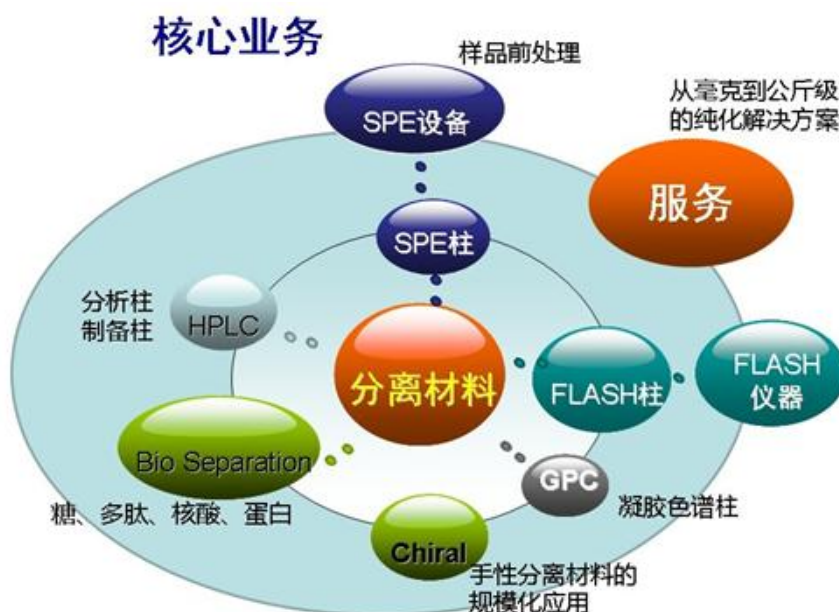 核心业务
样品前处理
SPE设备
从毫克到公斤级
的纯化解决方案
服务
SPE柱
分析柱
制备柱
HPLC
分离材料
FLASH柱
FLASH
仪器
Bio Separation
糖、多肽、核酸、蛋白
GPC
凝胶色谱柱
Chiral
手性分离材料的
规模化应用